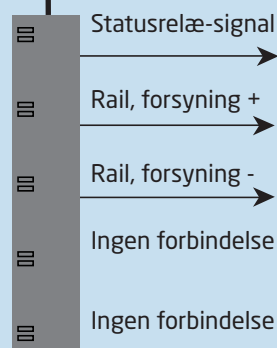 Statusrelæ-signal
Rail, forsyning +
Rail, forsyning -
Ingen forbindelse
Ingen forbindelse